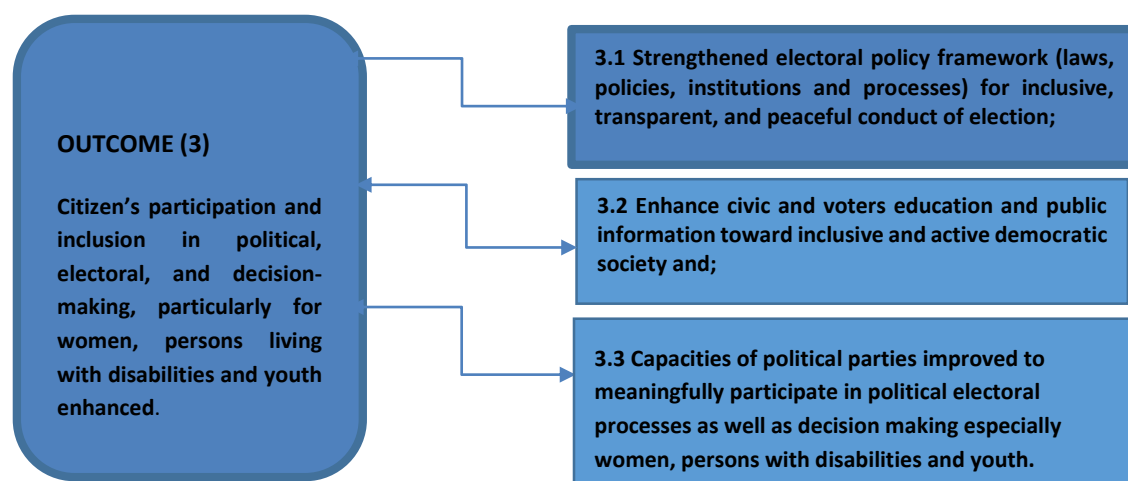 OUTCOME (3)
Citizen's participation and
inclusion in political,
electoral, and decision-
making, particularly for
women, persons living
with disabilities and youth
enhanced.
3.1 Strengthened electoral policy framework (laws,
policies, institutions and processes) for inclusive,
transparent, and peaceful conduct of election;
3.2 Enhance civic and voters education and public
information toward inclusive and active democratic
society and;
3.3 Capacities of political parties improved to
meaningfully participate in political electoral
processes as well as decision making especially
women, persons with disabilities and youth.